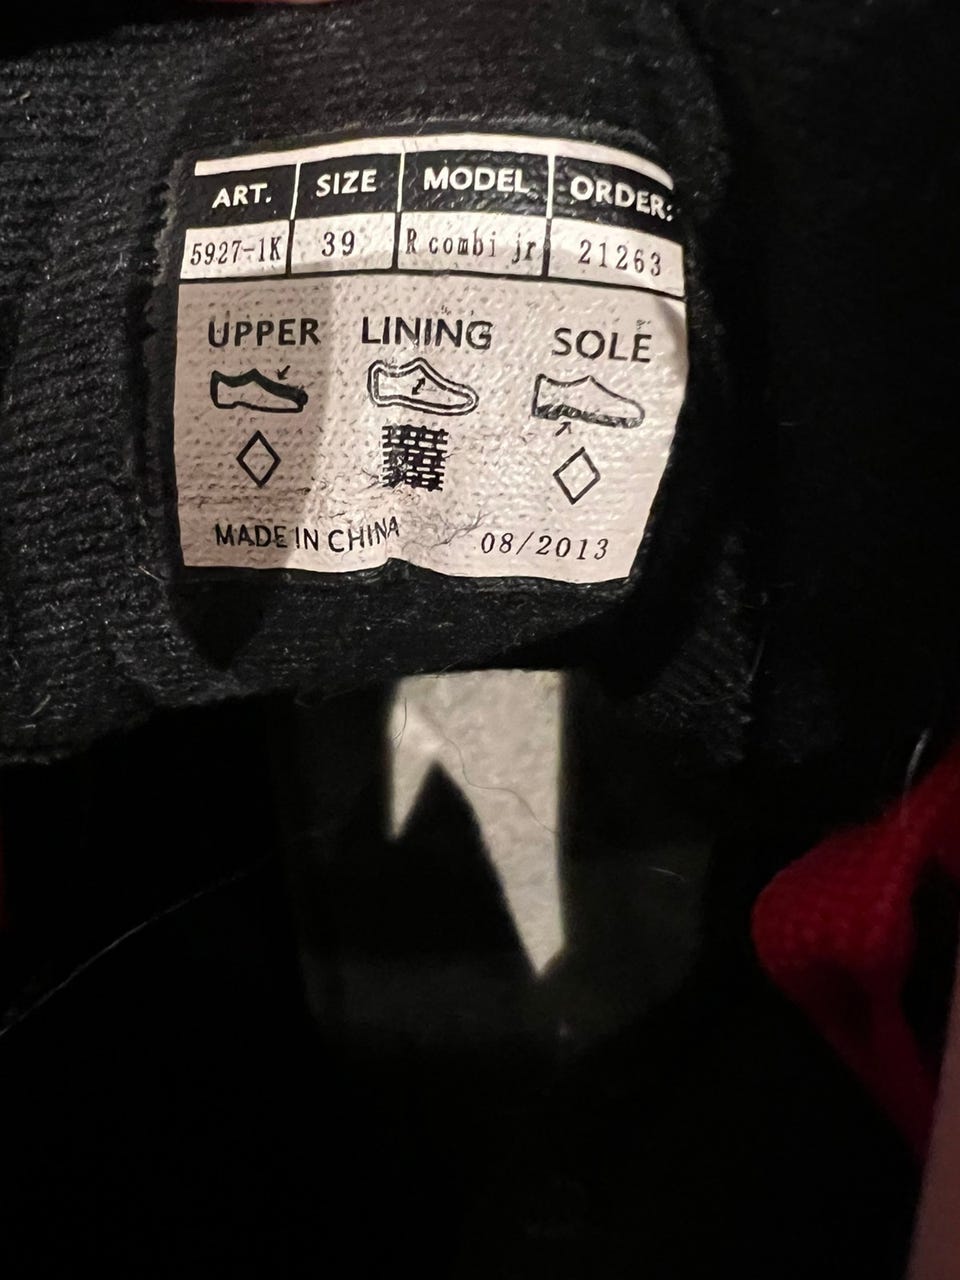 ART. SIZE MODEL ORDER:
5927-1K 39 R combi jr 21263
UPPER LINING SOLE
MADE IN CHINA 08/2013